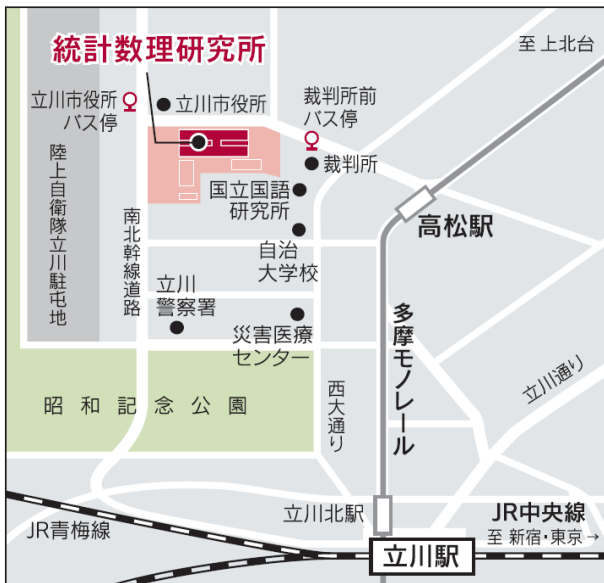 統計数理研究所
至 上北台
立川市役所
バス停
立川市役所
裁判所前
バス停
裁判所
陸上自衛隊立川駐屯地
南北幹線道路
国立国語
研究所
高松駅
自治
大学校
立川
警察署
災害医療
センター
多摩モノレール
立川通り
昭和記念公園
西大通り
立川北駅
JR中央線
至 新宿・東京→
JR青梅線
立川駅